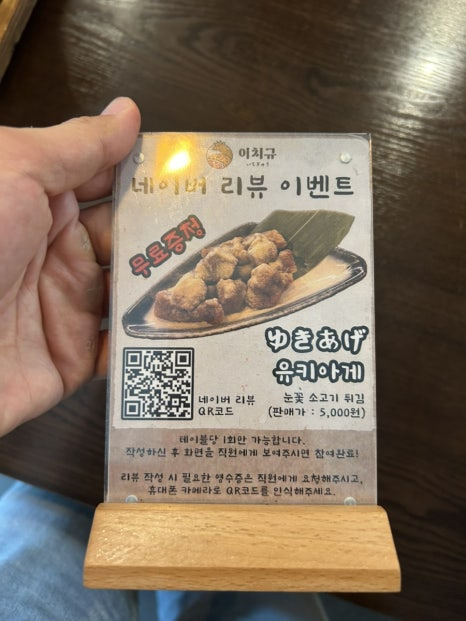 이치규
네이버 리뷰 이벤트
무료증정
ゆきあげ
유키아게
네이버 리뷰
QR코드
눈꽃 소고기 튀김
(판매가 : 5,000원)
테이블당 1회만 가능합니다.
작성하신 후 화면을 직원에게 보여주시면 참여완료!
리뷰 작성 시 필요한 영수증은 직원에게 요청해주시고,
휴대폰 카메라로 QR코드를 인식해주세요.